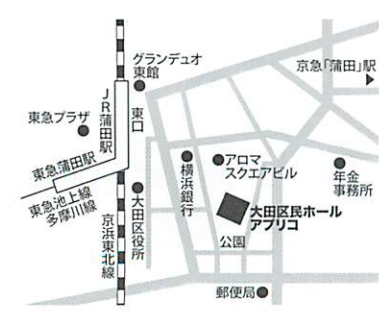 グランデュオ
東館
京急「蒲田」駅
JR蒲田駅
東口
東急プラザ
東急蒲田駅
東急池上線
多摩川線
京浜東北線
大田区役所
横浜銀行
アロマ
スクエアビル
年金
事務所
大田区民ホール
アプリコ
公園
郵便局